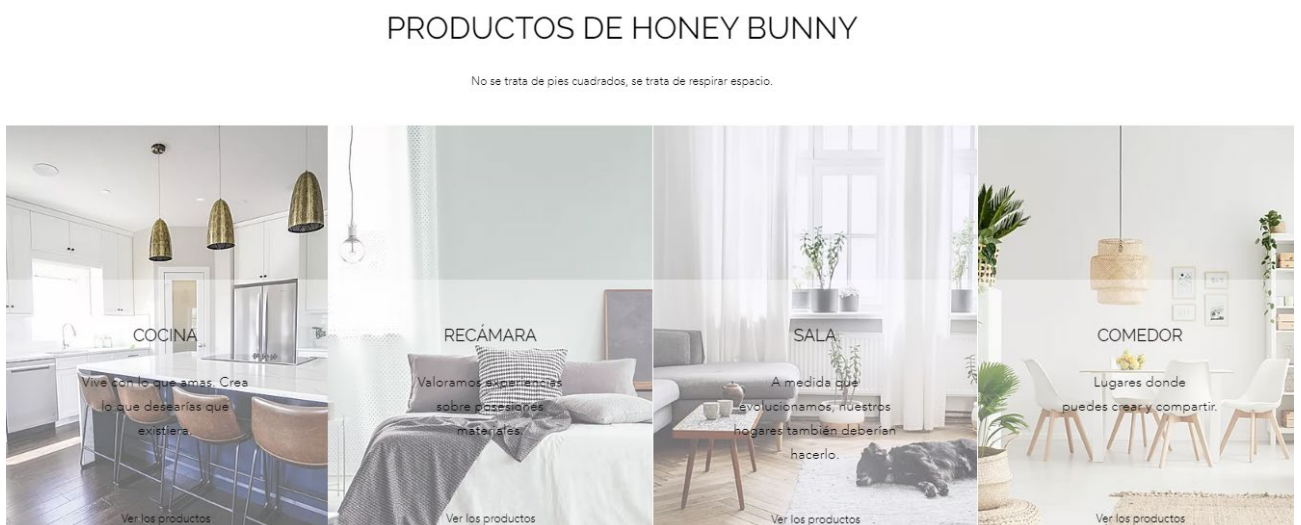 PRODUCTOS DE HONEY BUNNY
No se trata de pies cuadrados, se trata de respirar espacio.
COCINA
Vive con lo que amas. Crea
lo que desearías que
existiera.
Ver los productos
RECÁMARA
Valoramos experiencias
sobre posesiones
materiales.
Ver los productos
SALA
A medida que
evolucionamos, nuestros
hogares también deberían
hacerlo.
Ver los productos
COMEDOR
Lugares donde
puedes crear y compartir.
Ver los productos